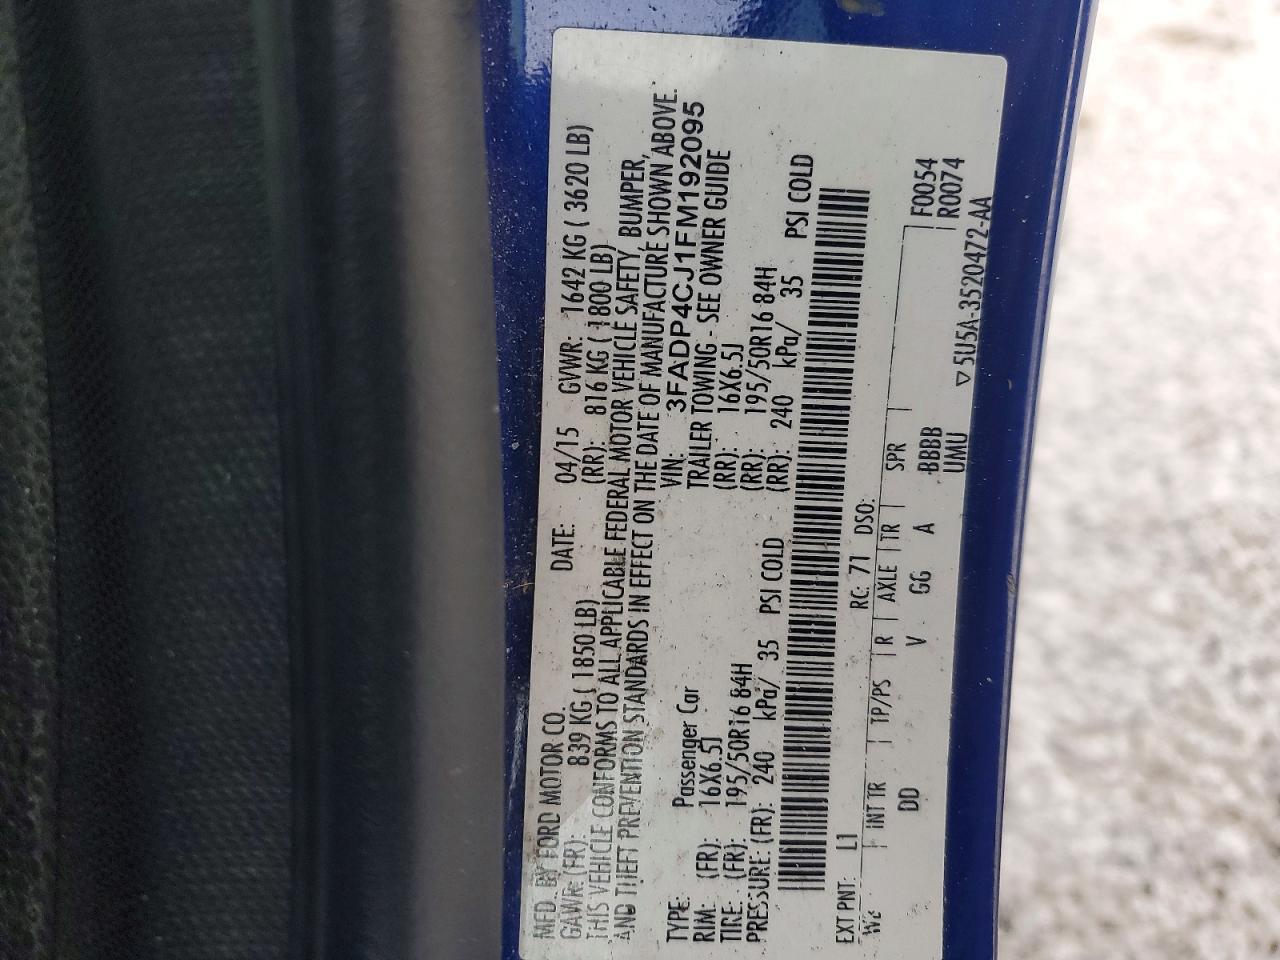 MFD. BY FORD MOTOR CO. DATE: 04/15 GVWR: 1642 KG ( 3620 LB)
GAWR: (FR): 839 KG ( 1850 LB) (RR): 816 KG ( 1800 LB)
THIS VEHICLE CONFORMS TO ALL APPLICABLE FEDERAL MOTOR VEHICLE SAFETY, BUMPER,
AND THEFT PREVENTION STANDARDS IN EFFECT ON THE DATE OF MANUFACTURE SHOWN ABOVE.
VIN: 3FADP4CJ1FM192095
TYPE: Passenger Car TRAILER TOWING - SEE OWNER GUIDE
RIM: (FR): 16X6.5J (RR): 16X6.5J
TIRE: (FR): 195/50R16 84H (RR): 195/50R16 84H
PRESSURE: (FR): 240 kPa/ 35 PSI COLD (RR): 240 kPa/ 35 PSI COLD
EXT PNT: L1 RC: 71 DSO:
INT TR TP/PS R AXLE TR SPR
DD V GG A BBBB F0054
UMU R0074
▽ 5U5A-3520472-AA